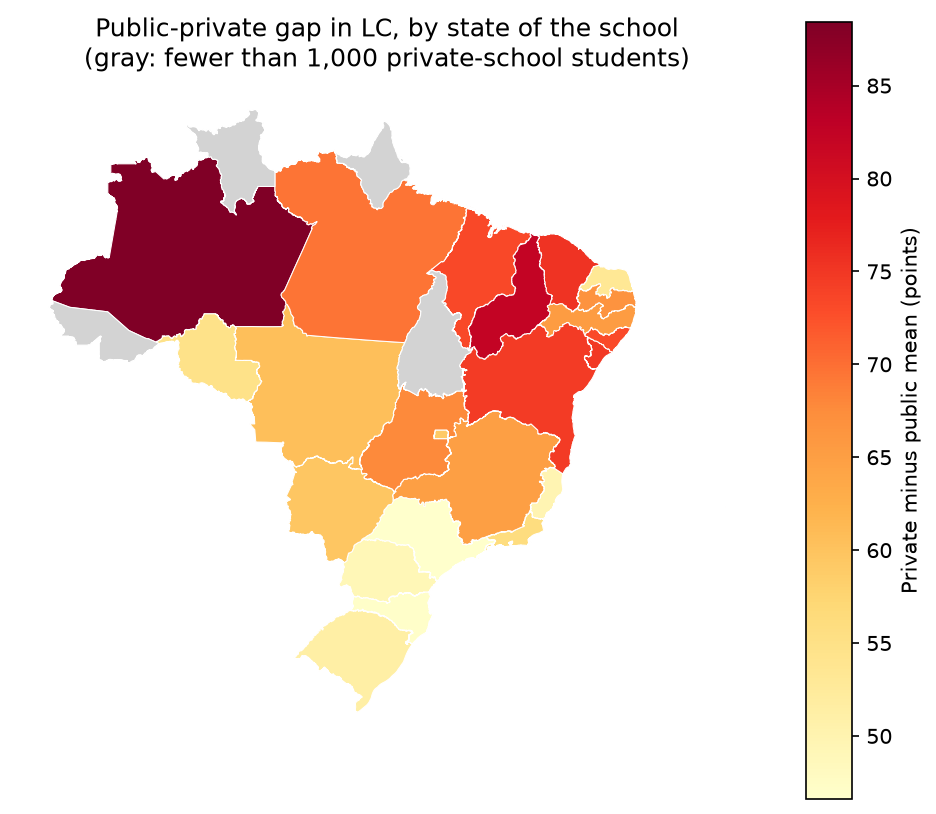 Public-private gap in LC, by state of the school
(gray: fewer than 1,000 private-school students)
85
80
75
70
65
60
55
50
Private minus public mean (points)